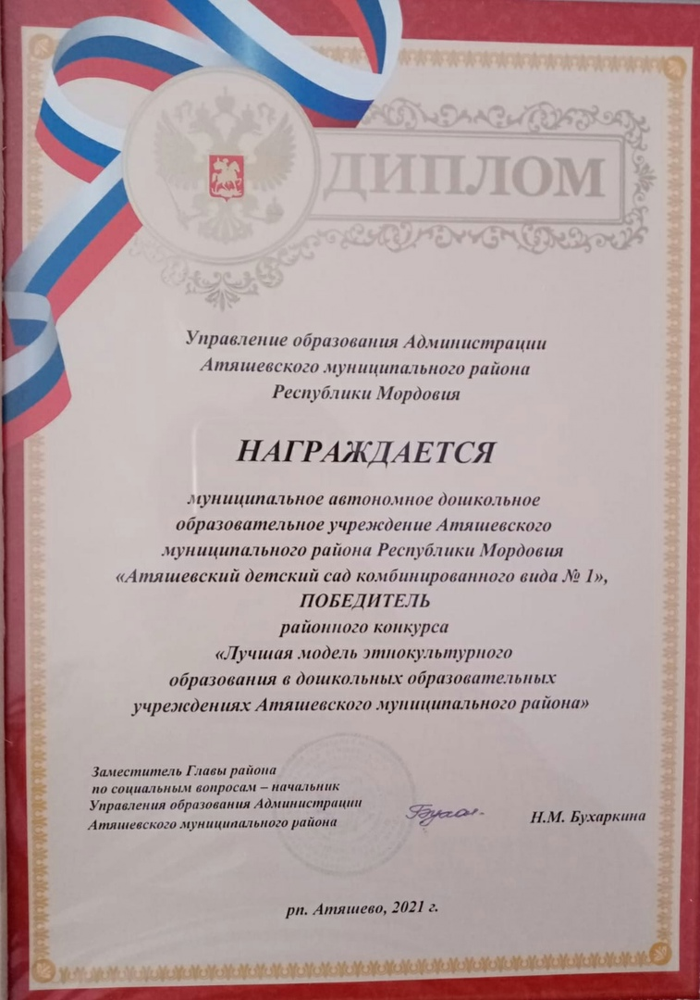 ДИПЛОМ
Управление образования Администрации
Атяшевского муниципального района
Республики Мордовия
НАГРАЖДАЕТСЯ
муниципальное автономное дошкольное
образовательное учреждение Атяшевского
муниципального района Республики Мордовия
«Атяшевский детский сад комбинированного вида № 1»,
ПОБЕДИТЕЛЬ
районного конкурса
«Лучшая модель этнокультурного
образования в дошкольных образовательных
учреждениях Атяшевского муниципального района»
Заместитель Главы района
по социальным вопросам – начальник
Управления образования Администрации
Атяшевского муниципального района
Н.М. Бухаркина
рп. Атяшево, 2021 г.